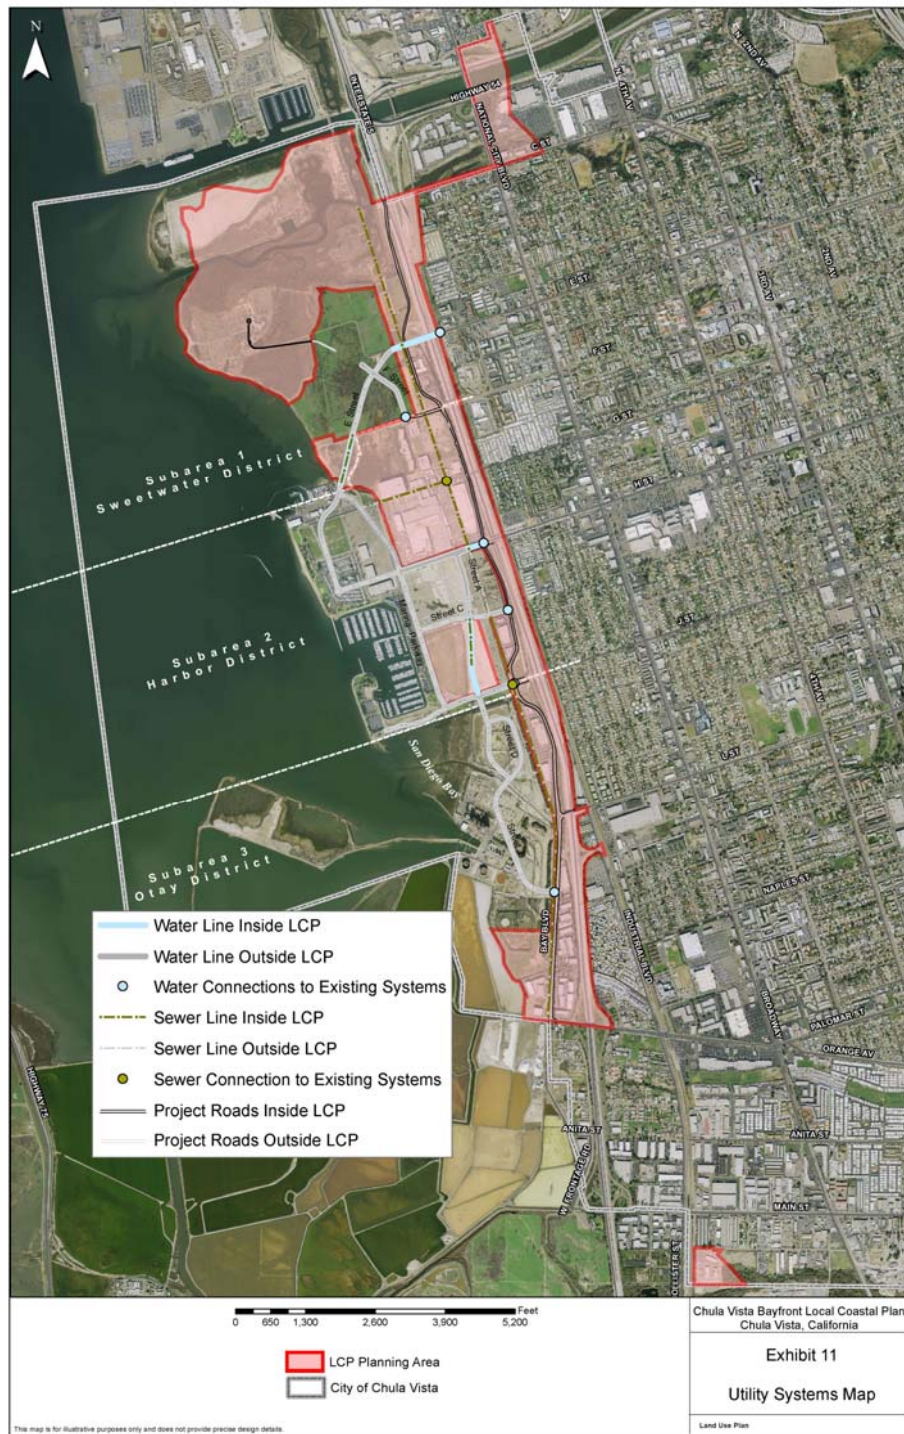 N
INTERSTATE 5
HIGHWAY 54
NATIONAL CITY BLVD
N. 4TH AV
N. 2ND AV
C ST
E ST
F ST
G ST
H ST
J ST
L ST
3RD AV
2ND AV
4TH AV
E Street
Subarea 1
Sweetwater District
Street A
Street C
Marina Parkway
Subarea 2
Harbor District
San Diego Bay
Subarea 3
Otay District
BAY BLVD
INDUSTRIAL BLVD
NAPLES ST
BROADWAY
PALOMAR ST
ORANGE AV
HIGHWAY 75
ANITA ST
ANITA ST
W FRONTAGE RD
MAIN ST
Water Line Inside LCP
Water Line Outside LCP
Water Connections to Existing Systems
Sewer Line Inside LCP
Sewer Line Outside LCP
Sewer Connection to Existing Systems
Project Roads Inside LCP
Project Roads Outside LCP
Feet
0 650 1,300 2,600 3,900 5,200
LCP Planning Area
City of Chula Vista
Chula Vista Bayfront Local Coastal Plan
Chula Vista, California
Exhibit 11
Utility Systems Map
Land Use Plan
This map is for illustrative purposes only and does not provide precise design details.